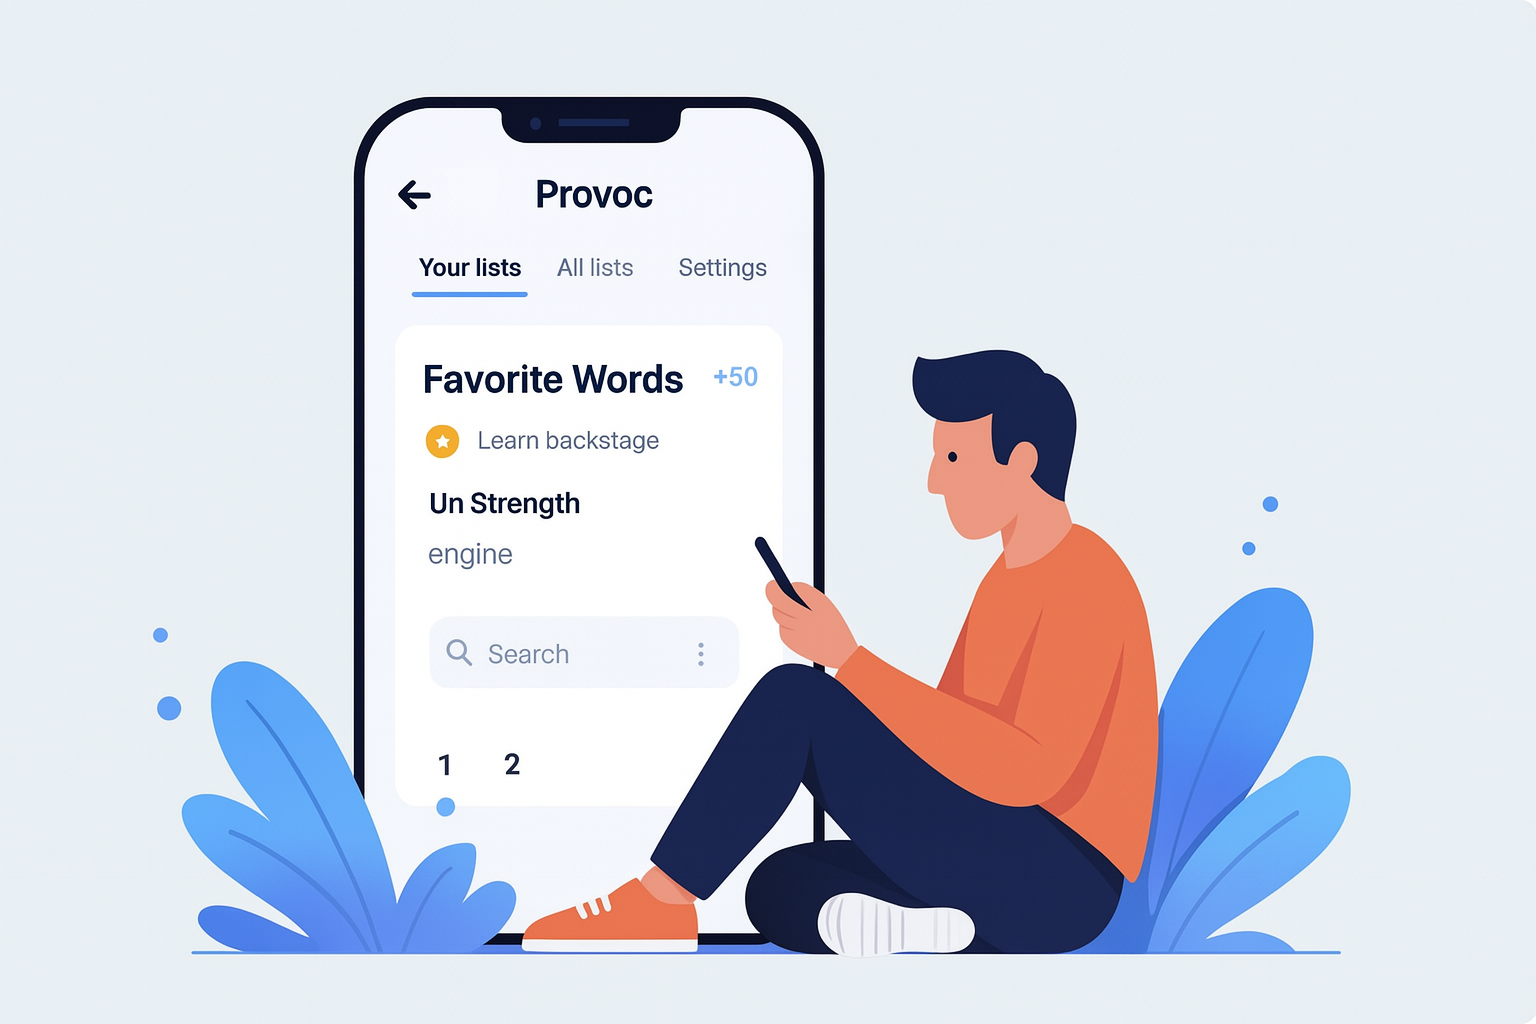 Provoc
Your lists All lists Settings
Favorite Words +50
Learn backstage
Un Strength
engine
Search
1 2